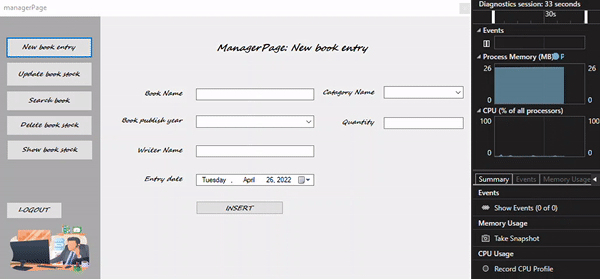 managerPage
New book entry
Update book stock
Search book
Delete book stock
Show book stock
LOGOUT
ManagerPage: New book entry
Book Name
Category Name
Book publish year
Quantity
Writer Name
Entry date
Tuesday , April 26, 2022
INSERT
Diagnostics session: 33 seconds
30s
Events
Process Memory (MB)
26
26
0
0
CPU (% of all processors)
100
100
0
0
Summary Events Memory Usage
Events
Show Events (0 of 0)
Memory Usage
Take Snapshot
CPU Usage
Record CPU Profile